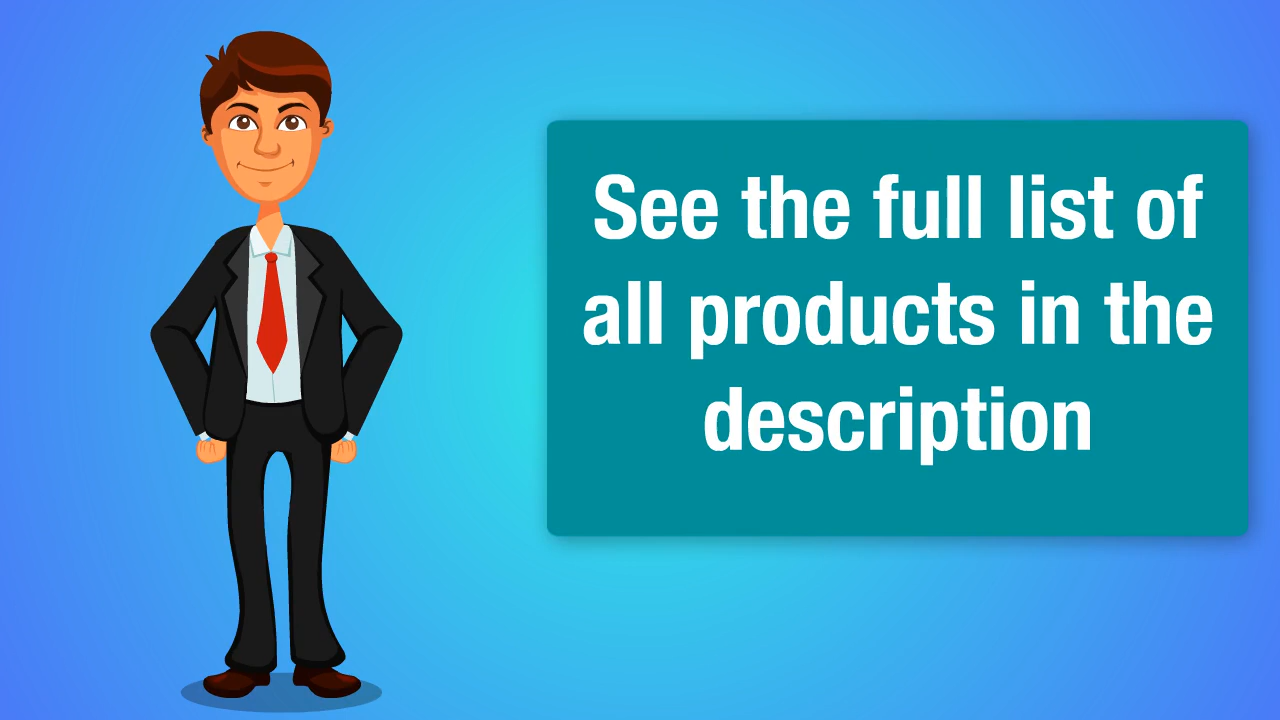 See the full list of
all products in the
description